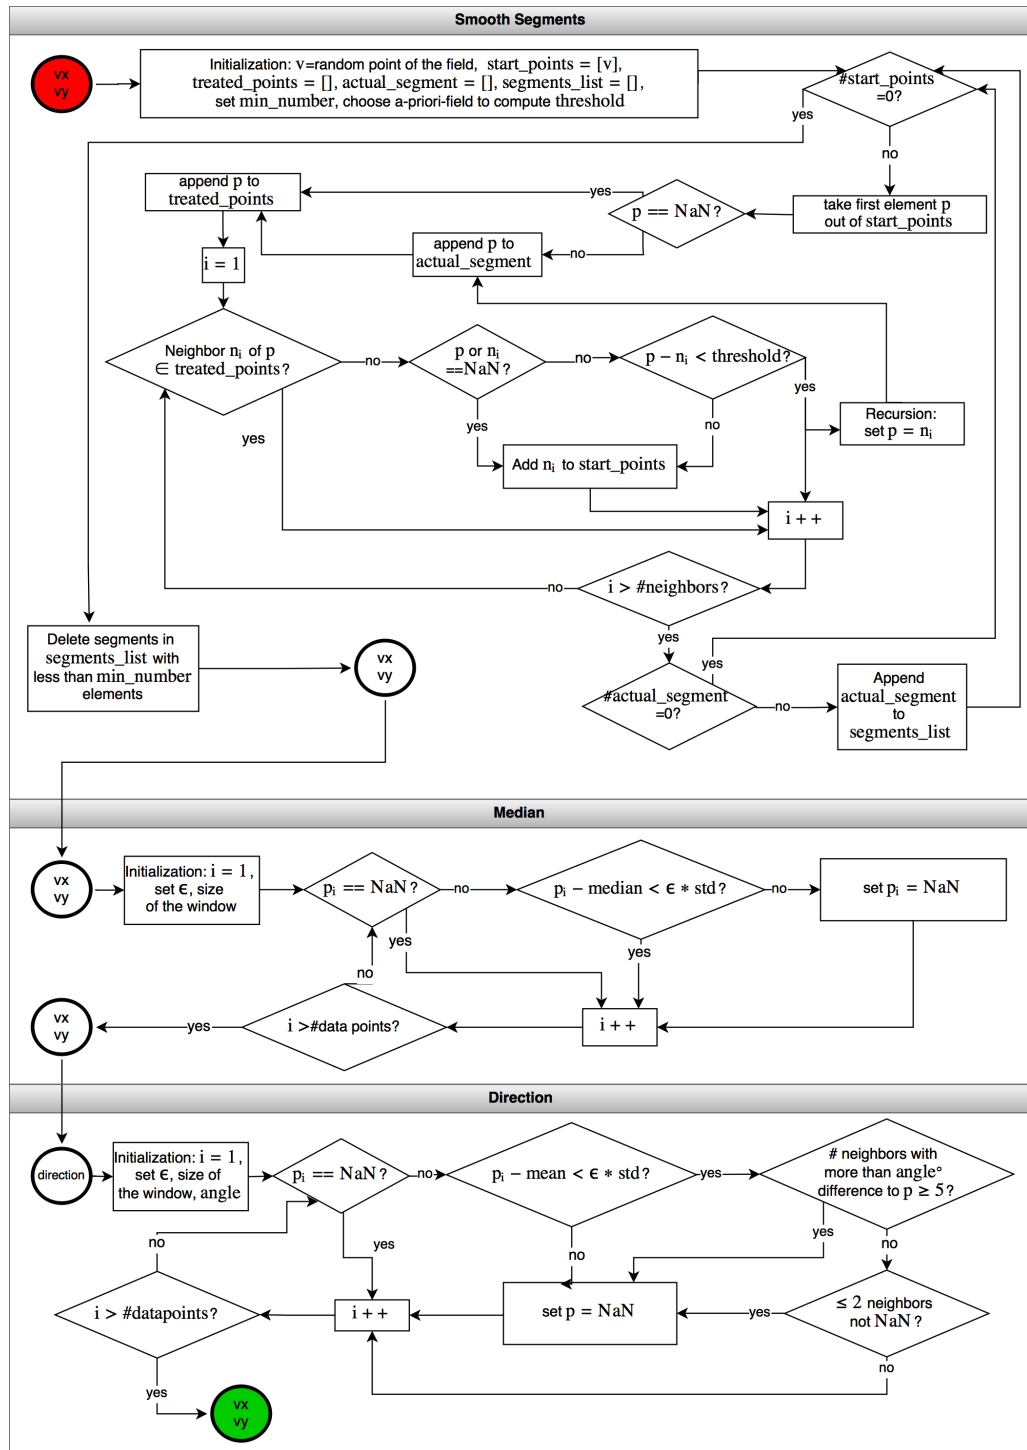 Smooth Segments
vx
vy
Initialization: v=random point of the field, start_points = [v],
treated_points = [], actual_segment = [], segments_list = [],
set min_number, choose a-priori-field to compute threshold
#start_points
=0?
yes
no
take first element p
out of start_points
p == NaN?
yes
no
append p to
treated_points
append p to
actual_segment
i = 1
Neighbor nᵢ of p
∈ treated_points?
no
yes
p or nᵢ
==NaN?
no
yes
p − nᵢ < threshold?
yes
no
Recursion:
set p = nᵢ
Add nᵢ to start_points
i + +
i > #neighbors?
no
yes
#actual_segment
=0?
yes
no
Append
actual_segment
to
segments_list
Delete segments in
segments_list with
less than min_number
elements
vx
vy
Median
vx
vy
Initialization: i = 1,
set ϵ, size
of the window
pᵢ == NaN?
no
yes
pᵢ − median < ϵ ∗ std?
no
yes
set pᵢ = NaN
i + +
i >#data points?
no
yes
vx
vy
Direction
direction
Initialization: i = 1,
set ϵ, size of
the window, angle
pᵢ == NaN?
no
yes
pᵢ − mean < ϵ ∗ std?
yes
no
# neighbors with
more than angle°
difference to p ≥ 5?
yes
no
≤ 2 neighbors
not NaN?
yes
no
set p = NaN
i + +
i > #datapoints?
no
yes
vx
vy